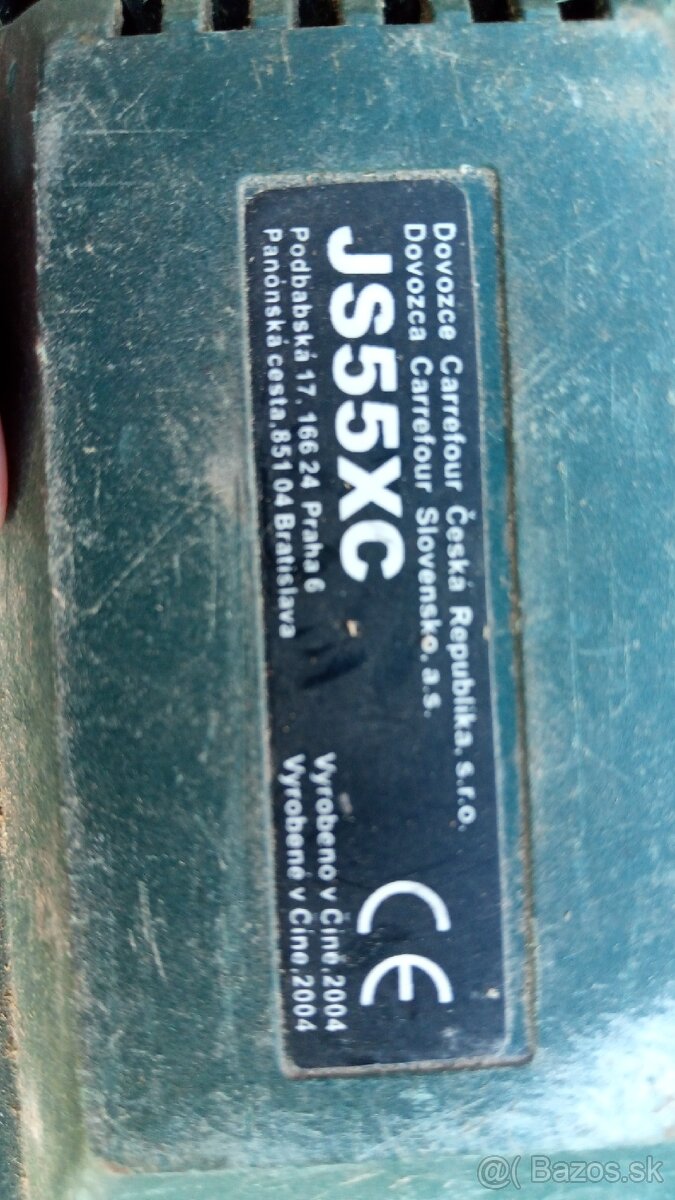 Dovozce Carrefour Česká Republika, s.r.o.
Dovozca Carrefour Slovensko, a.s.
JS55XC
CE
Podbabská 17, 166 24 Praha 6
Panónská cesta, 851 04 Bratislava
Vyrobeno v Číně, 2004
Vyrobené v Číne, 2004
@( Bazos.sk